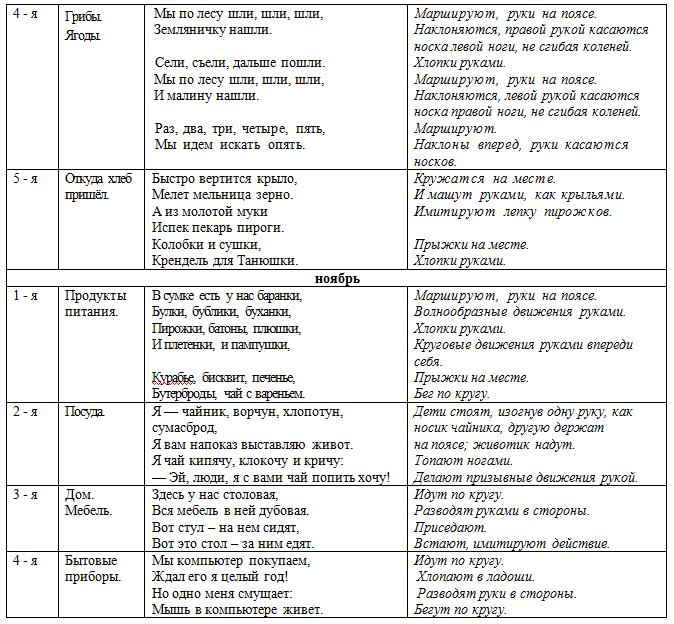 4 - я Грибы. Мы по лесу шли, шли, шли, Маршируют, руки на поясе.
Ягоды. Земляничку нашли. Наклоняются, правой рукой касаются
носка левой ноги, не сгибая коленей.
Сели, съели, дальше пошли. Хлопки руками.
Мы по лесу шли, шли, шли, Маршируют, руки на поясе.
И малину нашли. Наклоняются, левой рукой касаются
носка правой ноги, не сгибая коленей.
Раз, два, три, четыре, пять, Маршируют.
Мы идем искать опять. Наклоны вперед, руки касаются
носков.
5 - я Откуда хлеб Быстро вертится крыло, Кружатся на месте.
пришёл. Мелет мельница зерно. И машут руками, как крыльями.
А из молотой муки Имитируют лепку пирожков.
Испек пекарь пироги.
Колобки и сушки, Прыжки на месте.
Крендель для Танюшки. Хлопки руками.
ноябрь
1 - я Продукты В сумке есть у нас баранки, Маршируют, руки на поясе.
питания. Булки, бублики, буханки, Волнообразные движения руками.
Пирожки, батоны, плюшки, Хлопки руками.
И плетенки, и пампушки, Круговые движения руками впереди
себя.
Курабье, бисквит, печенье, Прыжки на месте.
Бутерброды, чай с вареньем. Бег по кругу.
2 - я Посуда. Я — чайник, ворчун, хлопотун, Дети стоят, изогнув одну руку, как
сумасброд, носик чайника, другую держат
Я вам напоказ выставляю живот. на поясе; животик надут.
Я чай кипячу, клокочу и кричу: Топают ногами.
— Эй, люди, я с вами чай попить хочу! Делают призывные движения рукой.
3 - я Дом. Здесь у нас столовая, Идут по кругу.
Мебель. Вся мебель в ней дубовая. Разводят руками в стороны.
Вот стул – на нем сидят, Приседают.
Вот это стол – за ним едят. Встают, имитируют действие.
4 - я Бытовые Мы компьютер покупаем, Идут по кругу.
приборы. Ждал его я целый год! Хлопают в ладоши.
Но одно меня смущает: Разводят руки в стороны.
Мышь в компьютере живет. Бегут по кругу.